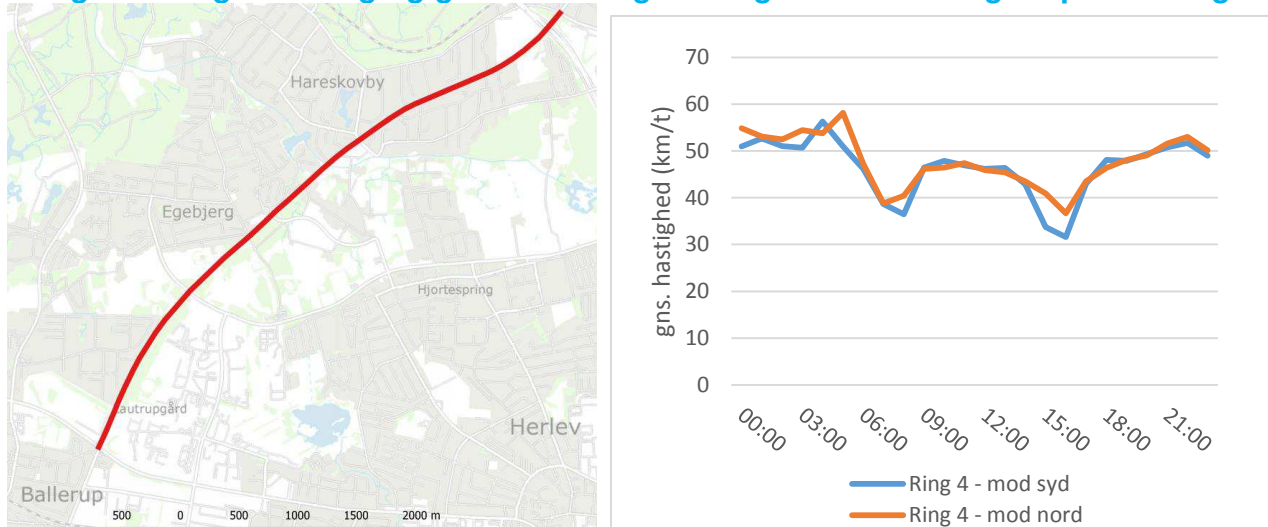 Hareskovby
Egebjerg
Hjortespring
Lautrupgård
Herlev
Ballerup
500 0 500 1000 1500 2000 m
70
60
50
40
30
20
10
0
gns. hastighed (km/t)
00:00 03:00 06:00 09:00 12:00 15:00 18:00 21:00
Ring 4 - mod syd
Ring 4 - mod nord